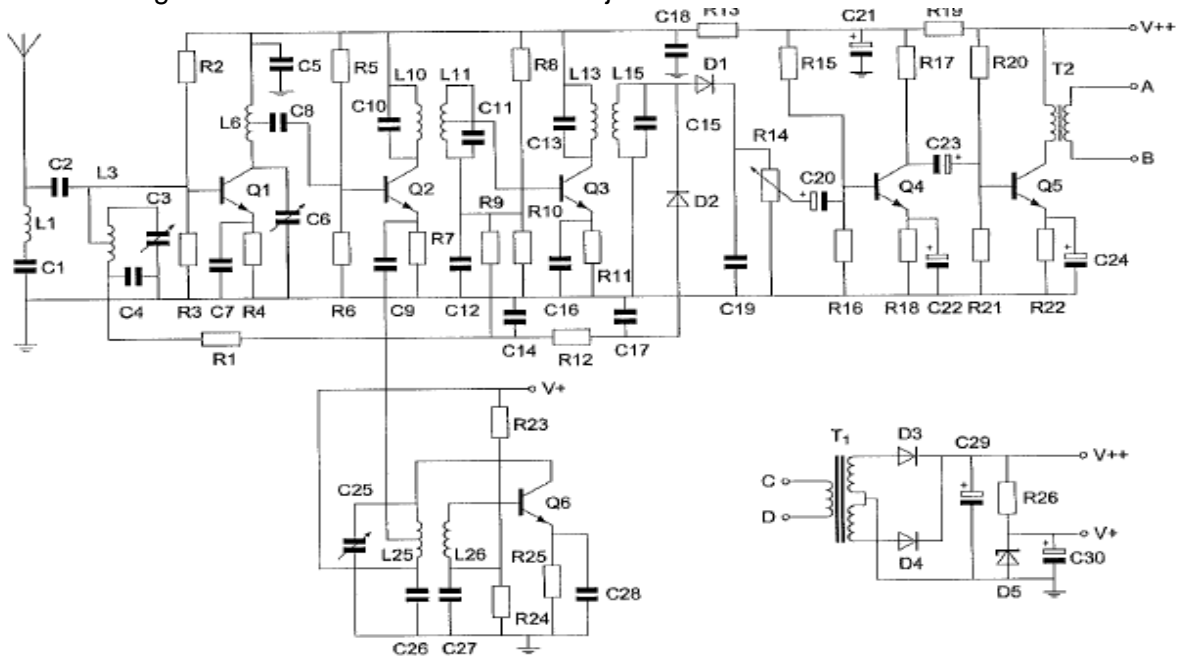 C18
R13
C21
R19
V++
R2
C5
R5
L10
L11
R8
L13
L15
D1
R15
R17
R20
T2
A
C8
C10
C11
L6
C13
C15
R14
C23
B
C2
L3
C3
Q1
C6
Q2
R9
R10
Q3
D2
C20
Q4
Q5
L1
R7
R11
C24
C1
C4
R3
C7
R4
R6
C9
C12
C14
C16
C17
C19
R16
R18
C22
R21
R22
R1
R12
V+
R23
T1
D3
C29
V++
C25
Q6
C
D
R26
V+
L25
L26
R25
D4
C30
D5
R24
C28
C26
C27